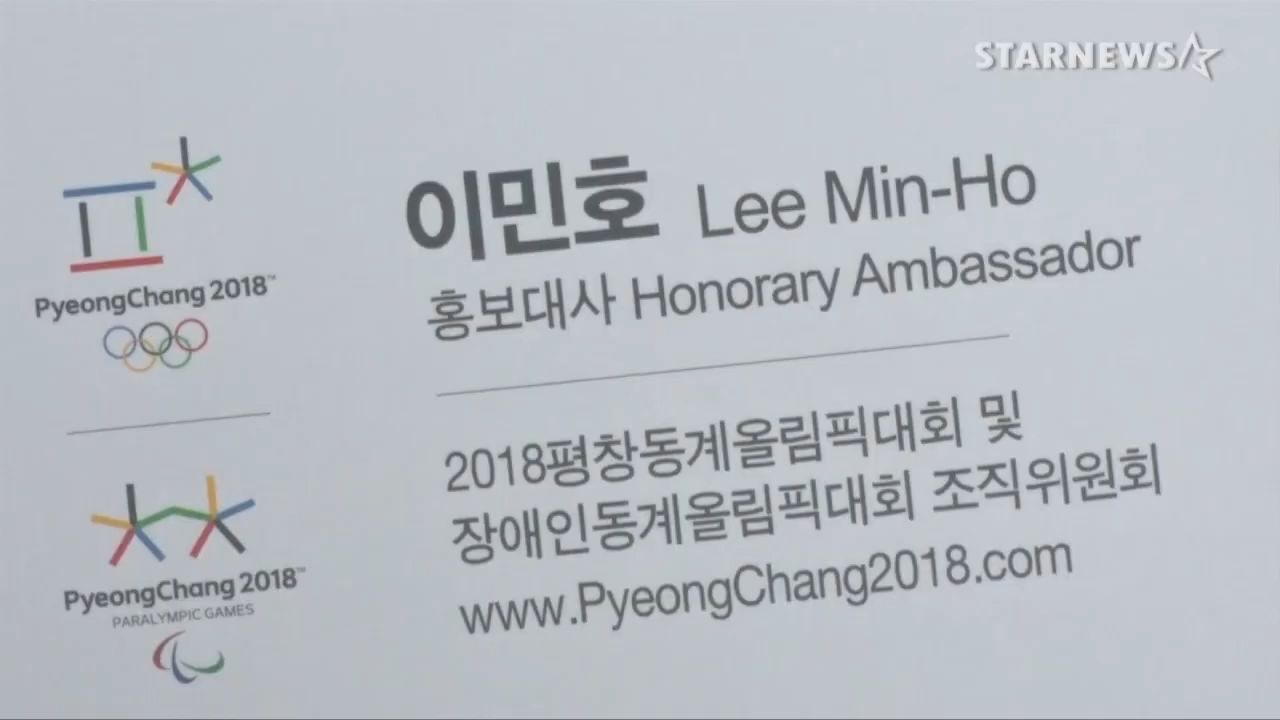 STARNEWS
이민호 Lee Min-Ho
홍보대사 Honorary Ambassador
PyeongChang 2018™
2018평창동계올림픽대회 및
장애인동계올림픽대회 조직위원회
www.PyeongChang2018.com
PyeongChang 2018™
PARALYMPIC GAMES